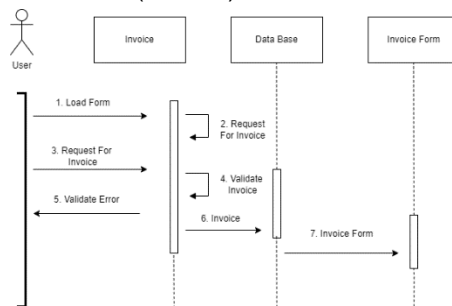 Invoice
Data Base
Invoice Form
User
1. Load Form
2. Request
For Invoice
3. Request For
Invoice
4. Validate
Invoice
5. Validate Error
6. Invoice
7. Invoice Form